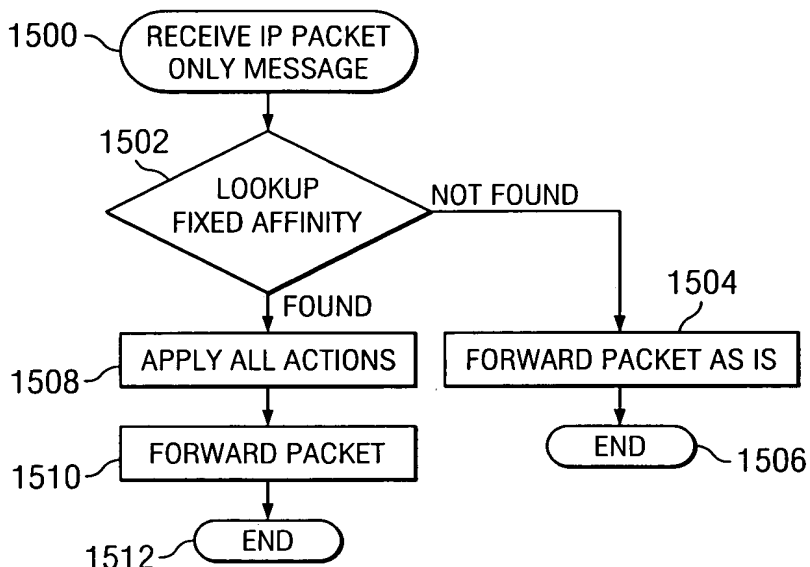 1500
RECEIVE IP PACKET
ONLY MESSAGE
1502
LOOKUP
FIXED AFFINITY
NOT FOUND
FOUND
1504
1508
APPLY ALL ACTIONS
FORWARD PACKET AS IS
1510
FORWARD PACKET
END
1506
1512
END